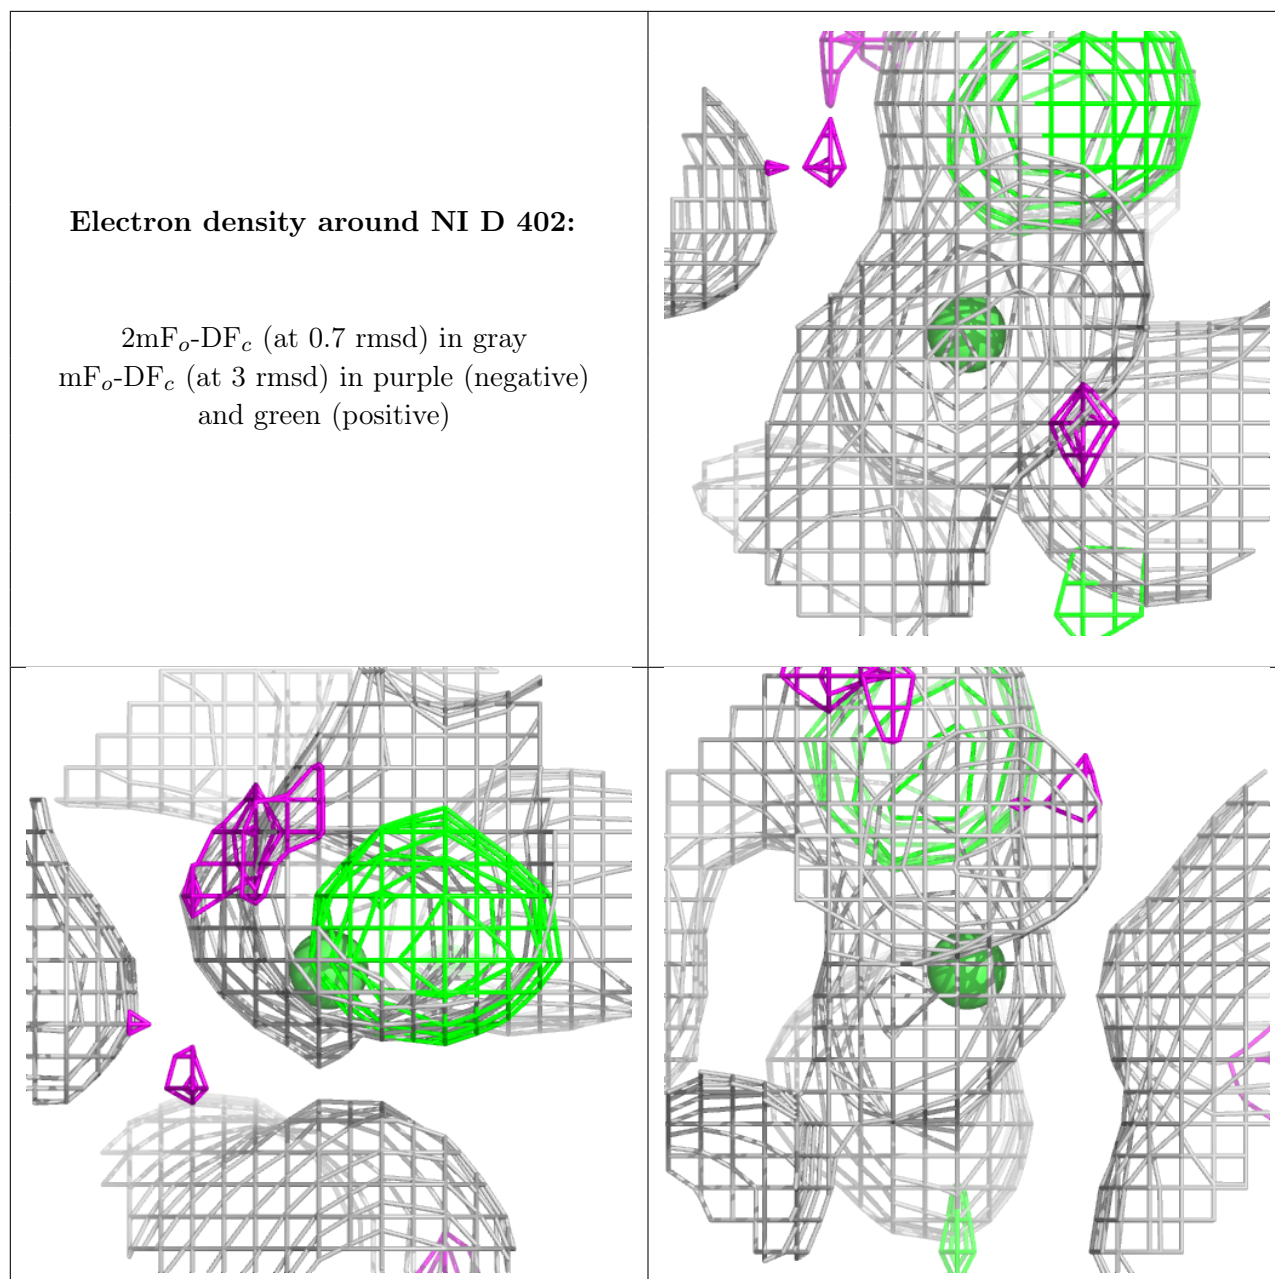 Electron density around NI D 402:
2mFₒ-DF𝒸 (at 0.7 rmsd) in gray
mFₒ-DF𝒸 (at 3 rmsd) in purple (negative)
and green (positive)